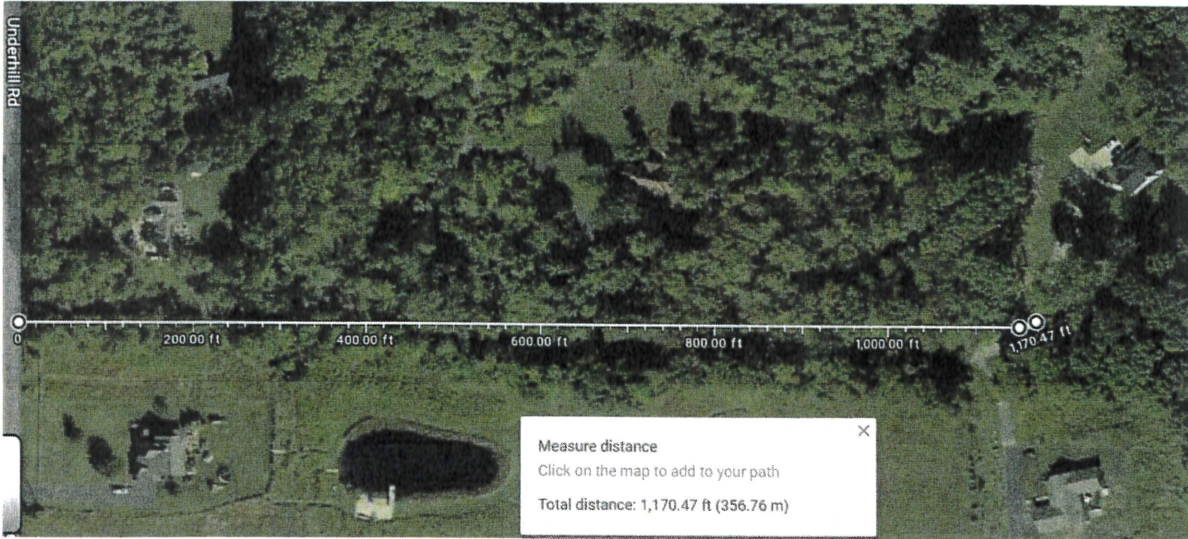 Underhill Rd
0
200.00 ft
400.00 ft
600.00 ft
800.00 ft
1,000.00 ft
1,170.47 ft
Measure distance
Click on the map to add to your path
Total distance: 1,170.47 ft (356.76 m)